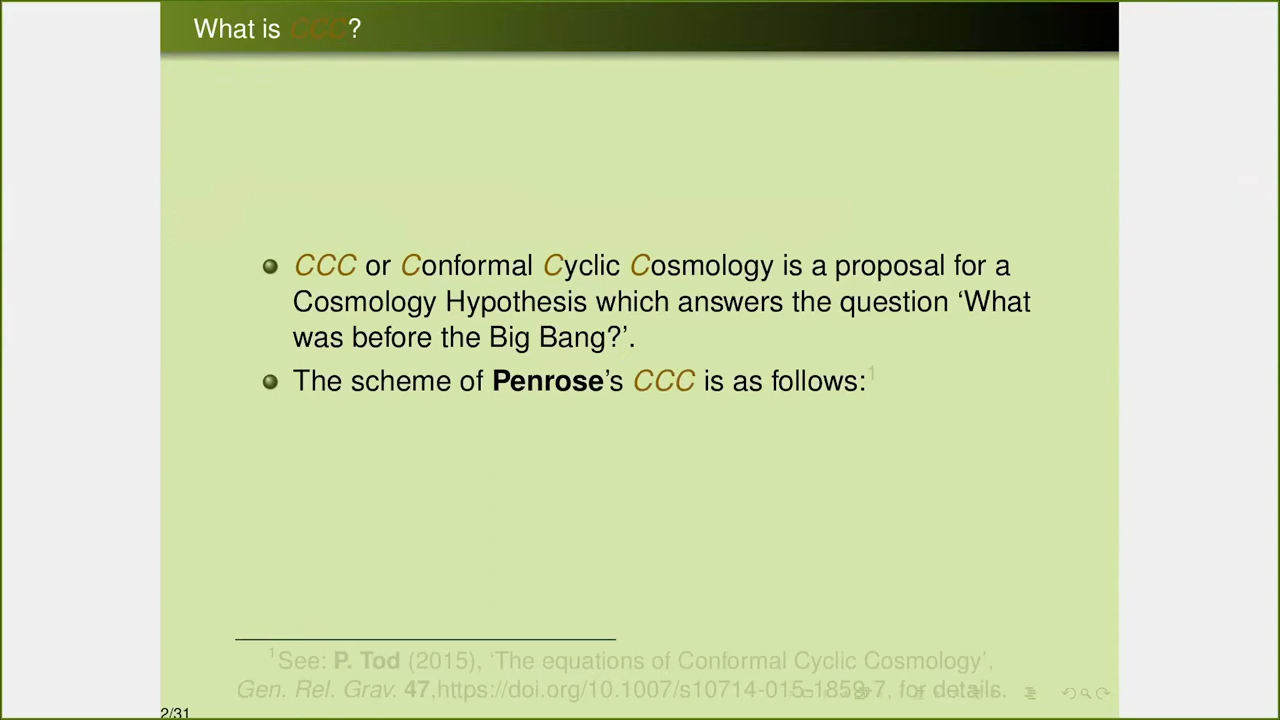 What is CCC?
CCC or Conformal Cyclic Cosmology is a proposal for a
Cosmology Hypothesis which answers the question ‘What
was before the Big Bang?’.
The scheme of Penrose’s CCC is as follows:1
1See: P. Tod (2015), ‘The equations of Conformal Cyclic Cosmology’.
Gen. Rel. Grav. 47,https://doi.org/10.1007/s10714-015-1859-7, for details.
2/31